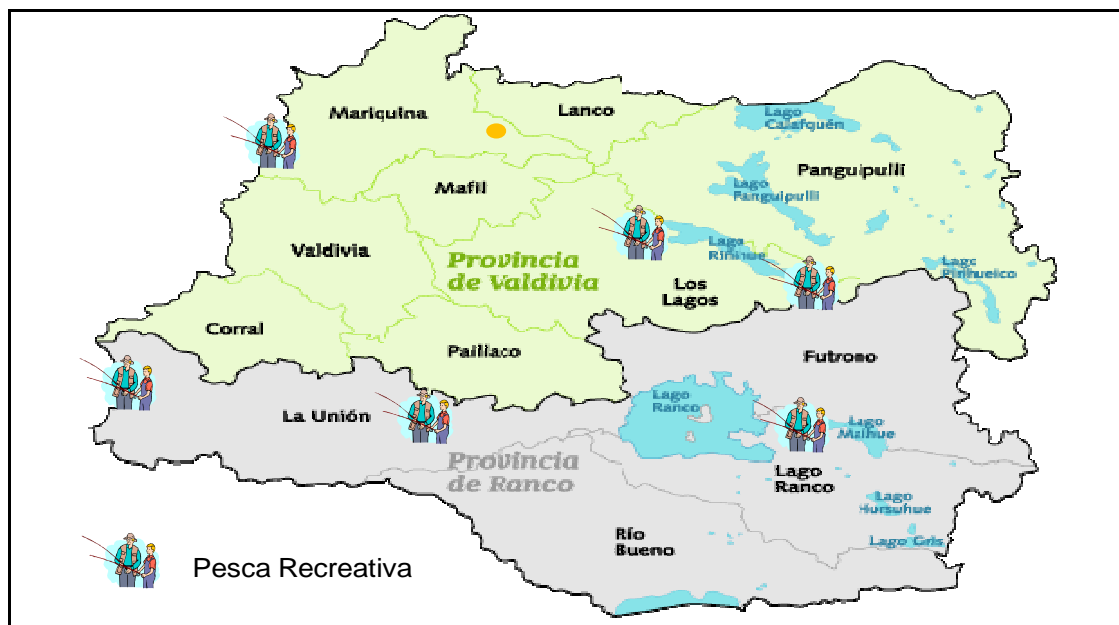 Mariquina
Lanco
Lago
Calafquén
Mafil
Panguipulli
Lago
Panguipulli
Valdivia
Provincia
de Valdivia
Lago
Riñihue
Lago
Pirihueico
Los
Lagos
Corral
Paillaco
Futrono
La Unión
Lago
Ranco
Lago
Maihue
Provincia
de Ranco
Lago
Ranco
Lago
Lago Gris
Río
Bueno
Pesca Recreativa